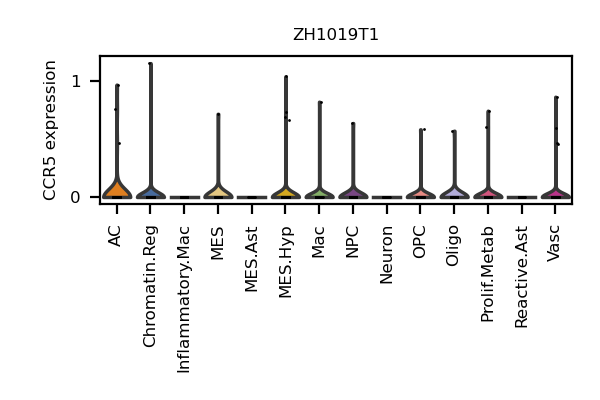 ZH1019T1
CCR5 expression
1
0
AC
Chromatin.Reg
Inflammatory.Mac
MES
MES.Ast
MES.Hyp
Mac
NPC
Neuron
OPC
Oligo
Prolif.Metab
Reactive.Ast
Vasc